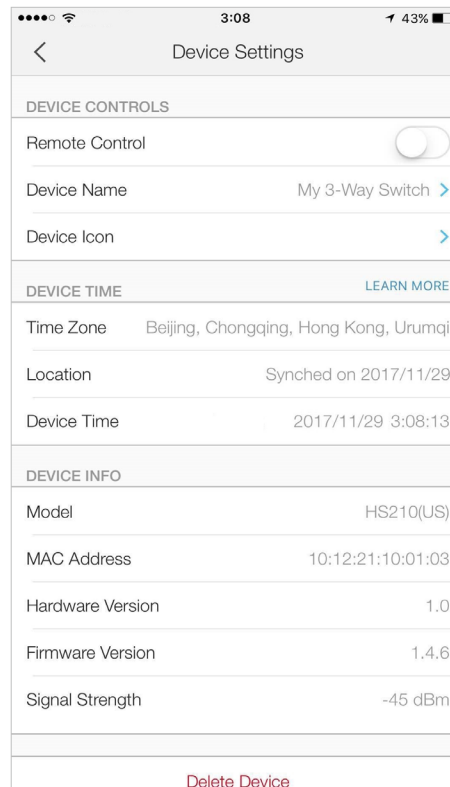 3:08 43%
Device Settings
DEVICE CONTROLS
Remote Control
Device Name My 3-Way Switch
Device Icon
DEVICE TIME LEARN MORE
Time Zone Beijing, Chongqing, Hong Kong, Urumqi
Location Synched on 2017/11/29
Device Time 2017/11/29 3:08:13
DEVICE INFO
Model HS210(US)
MAC Address 10:12:21:10:01:03
Hardware Version 1.0
Firmware Version 1.4.6
Signal Strength -45 dBm
Delete Device